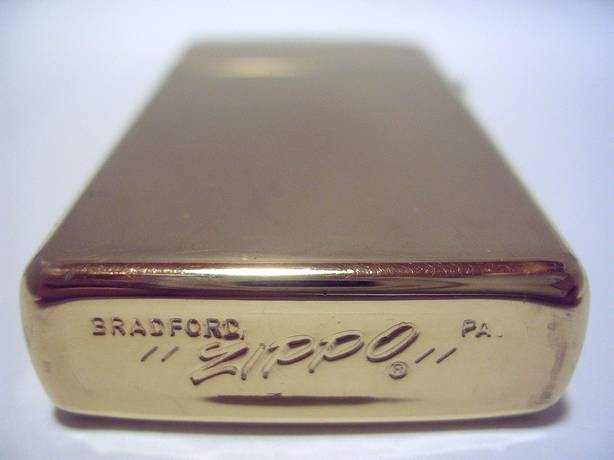 BRADFORD, PA.
// ZIPPO ® //